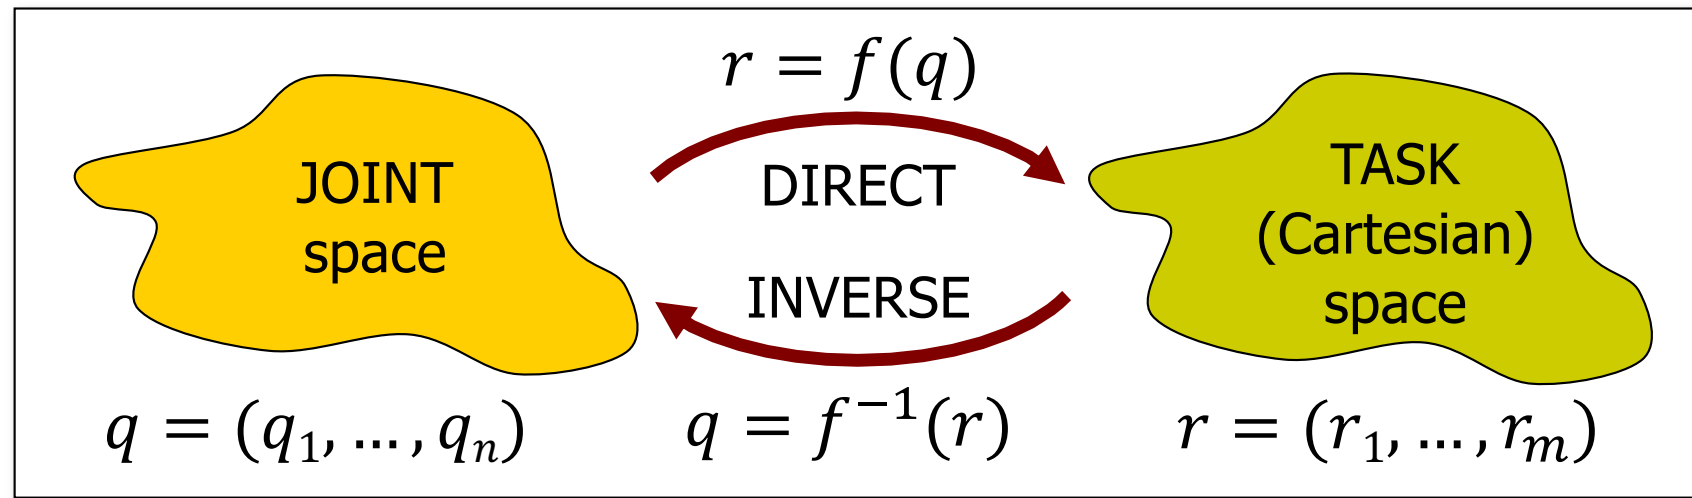 r = f(q)
JOINT
space
DIRECT
INVERSE
TASK
(Cartesian)
space
q = (q₁, … , qₙ)
q = f⁻¹(r)
r = (r₁, … , rₘ)